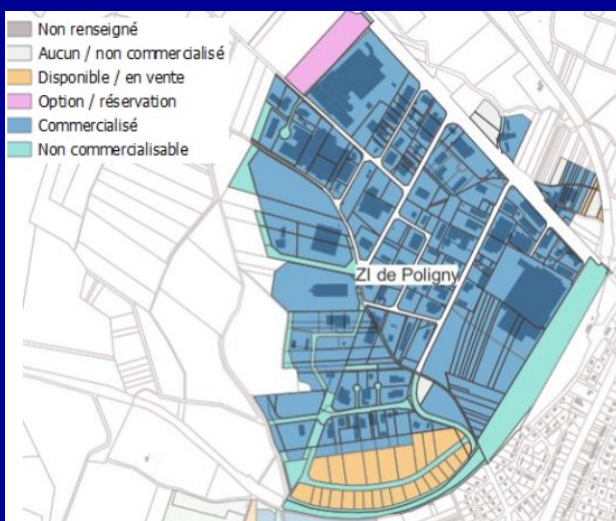 Non renseigné
Aucun / non commercialisé
Disponible / en vente
Option / réservation
Commercialisé
Non commercialisable
ZI de Poligny